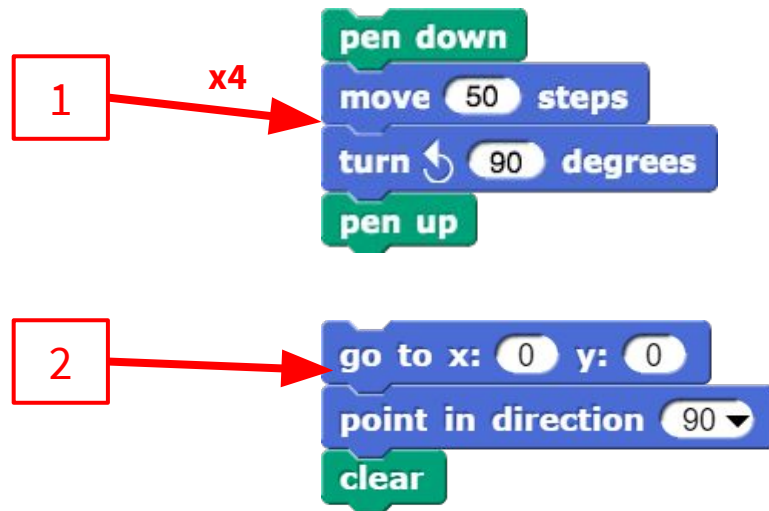 pen down
1
x4
move 50 steps
turn 90 degrees
pen up
2
go to x: 0 y: 0
point in direction 90
clear